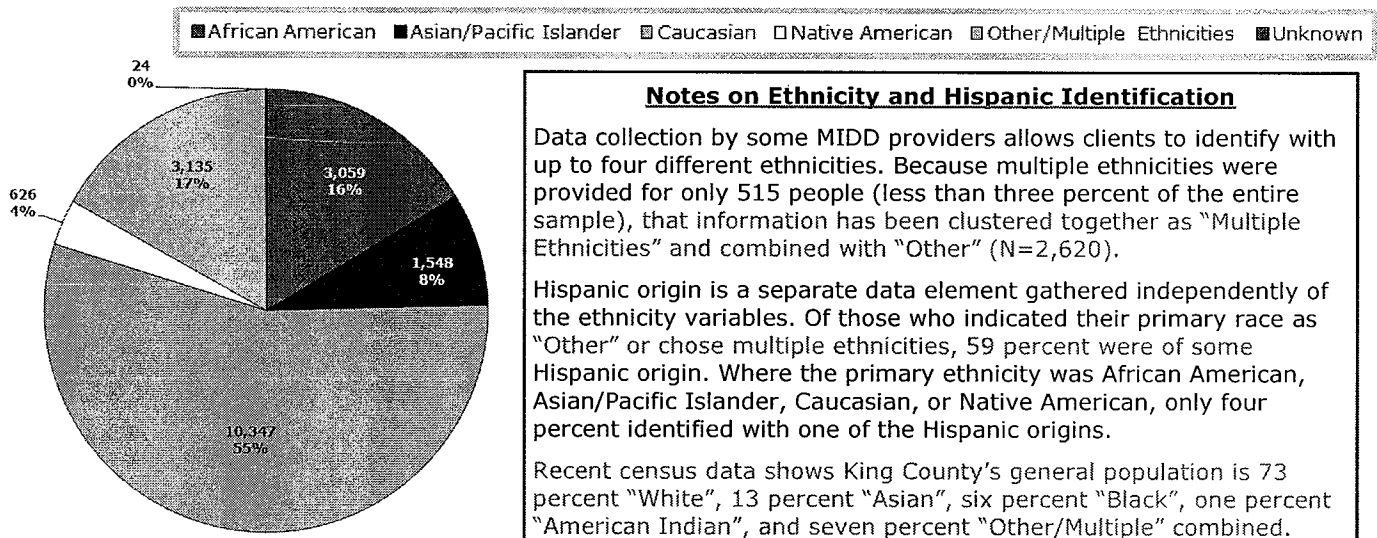 African American Asian/Pacific Islander Caucasian Native American Other/Multiple Ethnicities Unknown
24
0%
3,135
17%
3,059
16%
626
4%
1,548
8%
10,347
55%
Notes on Ethnicity and Hispanic Identification
Data collection by some MIDD providers allows clients to identify with
up to four different ethnicities. Because multiple ethnicities were
provided for only 515 people (less than three percent of the entire
sample), that information has been clustered together as "Multiple
Ethnicities" and combined with "Other" (N=2,620).
Hispanic origin is a separate data element gathered independently of
the ethnicity variables. Of those who indicated their primary race as
"Other" or chose multiple ethnicities, 59 percent were of some
Hispanic origin. Where the primary ethnicity was African American,
Asian/Pacific Islander, Caucasian, or Native American, only four
percent identified with one of the Hispanic origins.
Recent census data shows King County's general population is 73
percent "White", 13 percent "Asian", six percent "Black", one percent
"American Indian", and seven percent "Other/Multiple" combined.